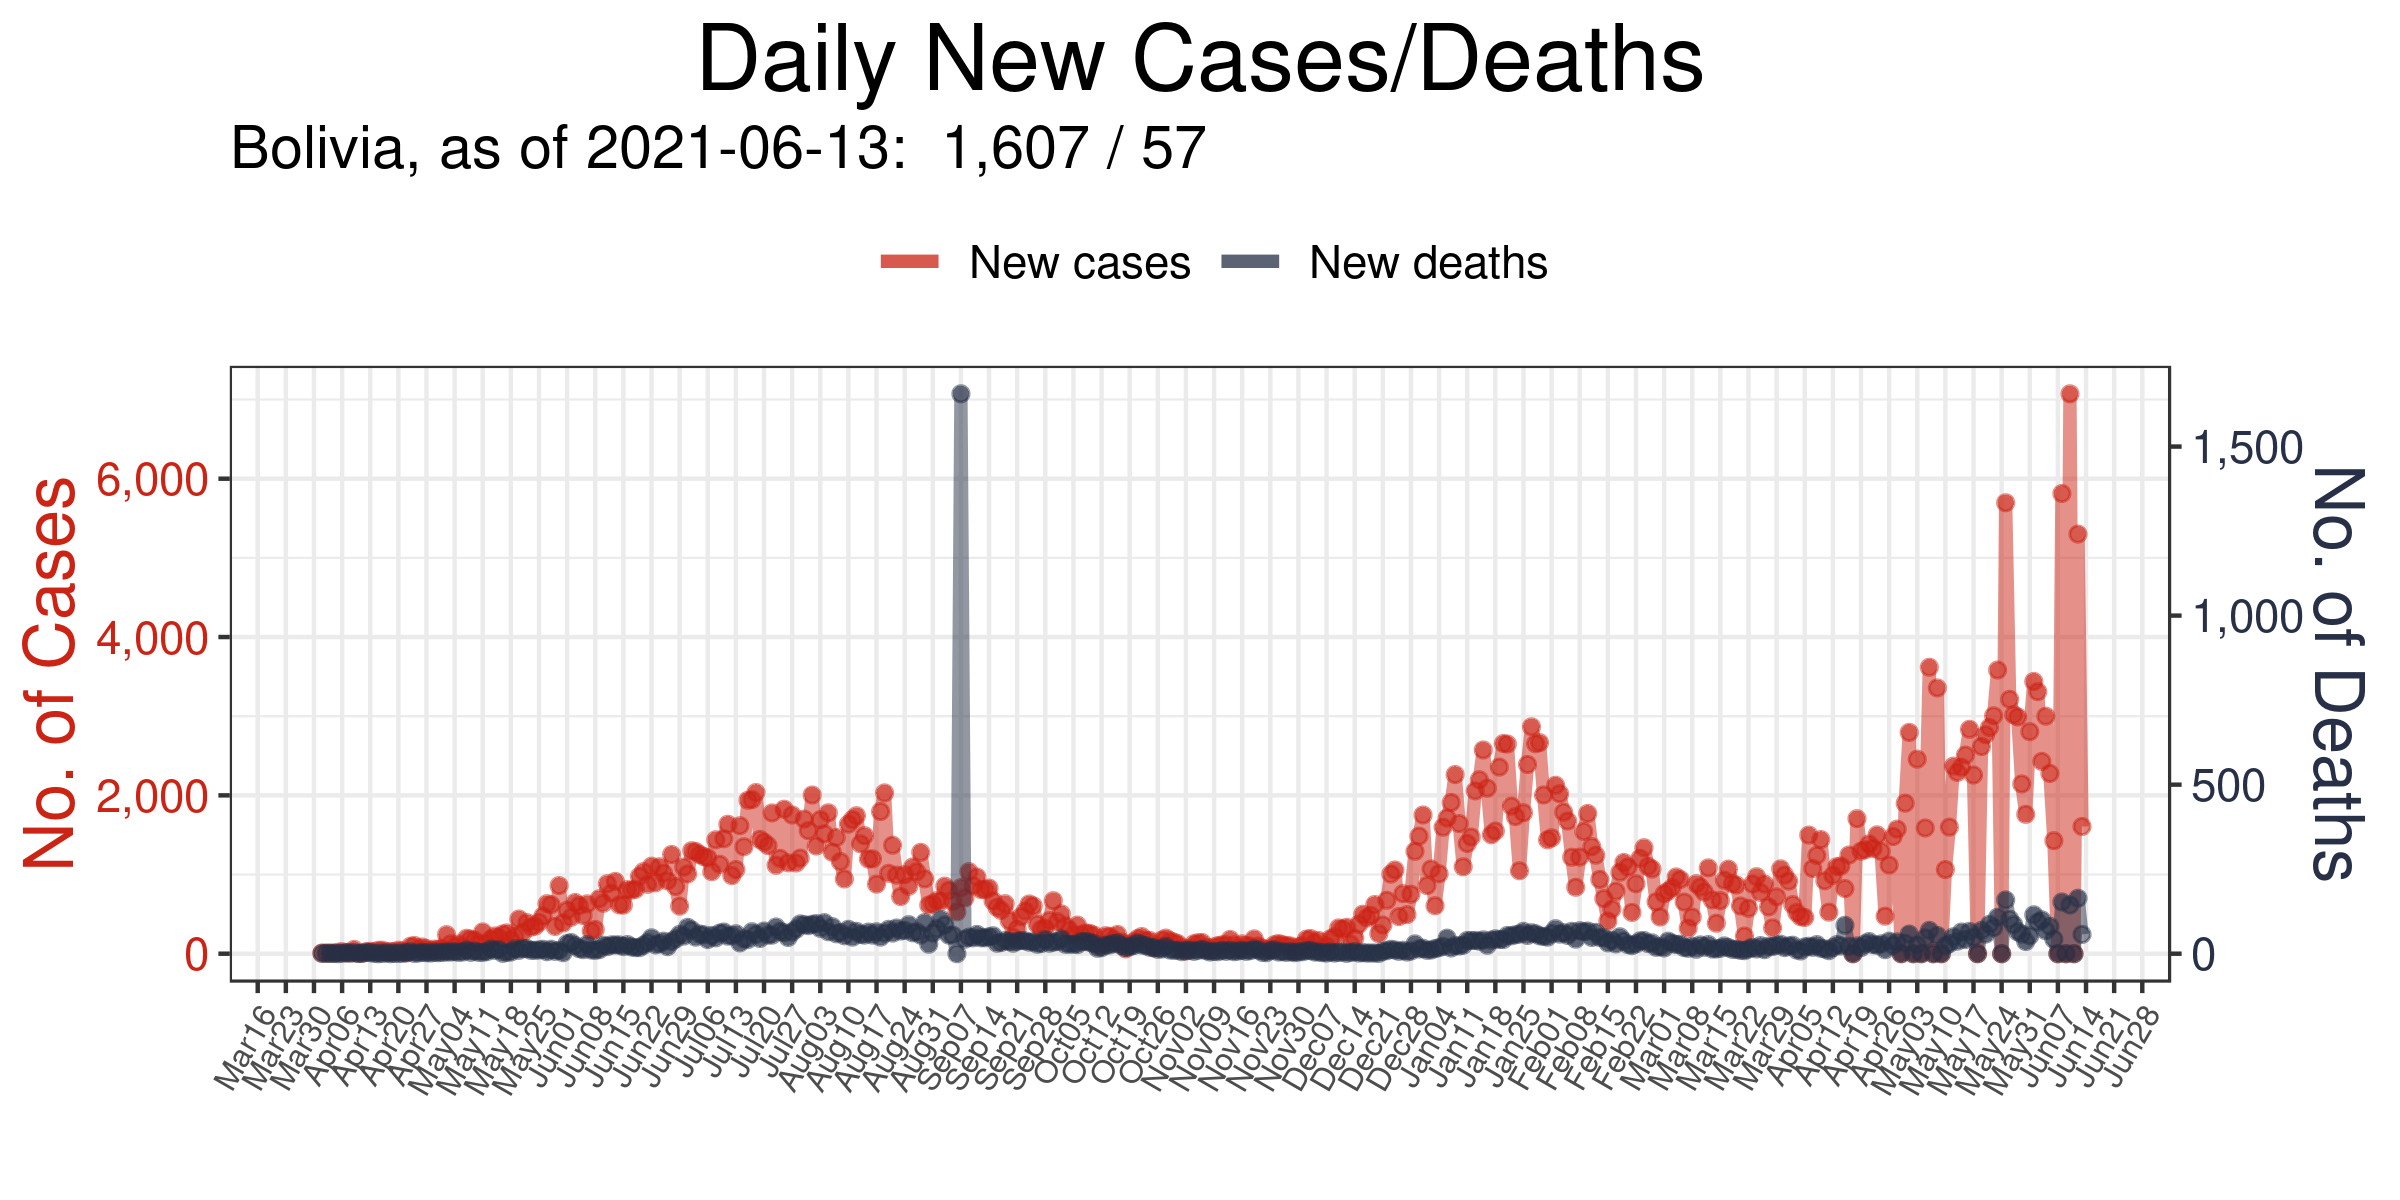 Daily New Cases/Deaths
Bolivia, as of 2021-06-13:  1,607 / 57
New cases
New deaths
No. of Cases
6,000
4,000
2,000
0
1,500
1,000
500
0
No. of Deaths
Mar16
Mar23
Mar30
Apr06
Apr13
Apr20
Apr27
May04
May11
May18
May25
Jun01
Jun08
Jun15
Jun22
Jun29
Jul06
Jul13
Jul20
Jul27
Aug03
Aug10
Aug17
Aug24
Aug31
Sep07
Sep14
Sep21
Sep28
Oct05
Oct12
Oct19
Oct26
Nov02
Nov09
Nov16
Nov23
Nov30
Dec07
Dec14
Dec21
Dec28
Jan04
Jan11
Jan18
Jan25
Feb01
Feb08
Feb15
Feb22
Mar01
Mar08
Mar15
Mar22
Mar29
Apr05
Apr12
Apr19
Apr26
May03
May10
May17
May24
May31
Jun07
Jun14
Jun21
Jun28